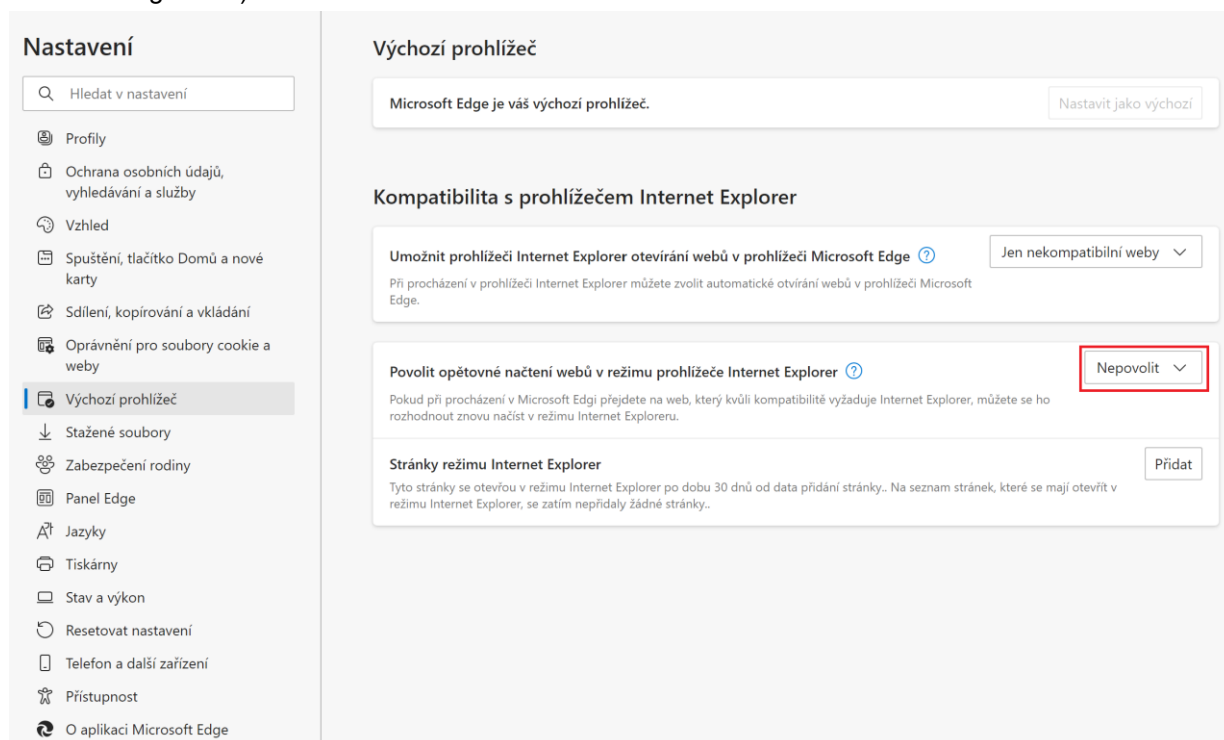 Nastavení
Hledat v nastavení
Profily
Ochrana osobních údajů,
vyhledávání a služby
Vzhled
Spuštění, tlačítko Domů a nové
karty
Sdílení, kopírování a vkládání
Oprávnění pro soubory cookie a
weby
Výchozí prohlížeč
Stažené soubory
Zabezpečení rodiny
Panel Edge
Jazyky
Tiskárny
Stav a výkon
Resetovat nastavení
Telefon a další zařízení
Přístupnost
O aplikaci Microsoft Edge
Výchozí prohlížeč
Microsoft Edge je váš výchozí prohlížeč.
Nastavit jako výchozí
Kompatibilita s prohlížečem Internet Explorer
Umožnit prohlížeči Internet Explorer otevírání webů v prohlížeči Microsoft Edge
Jen nekompatibilní weby
Při procházení v prohlížeči Internet Explorer můžete zvolit automatické otvírání webů v prohlížeči Microsoft
Edge.
Povolit opětovné načtení webů v režimu prohlížeče Internet Explorer
Nepovolit
Pokud při procházení v Microsoft Edgi přejdete na web, který kvůli kompatibilitě vyžaduje Internet Explorer, můžete se ho
rozhodnout znovu načíst v režimu Internet Exploreru.
Stránky režimu Internet Explorer
Přidat
Tyto stránky se otevřou v režimu Internet Explorer po dobu 30 dnů od data přidání stránky.. Na seznam stránek, které se mají otevřít v
režimu Internet Explorer, se zatím nepřidaly žádné stránky..